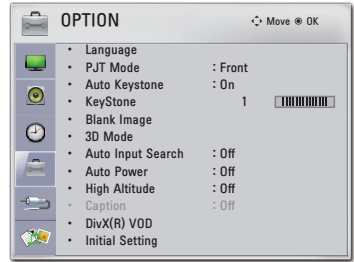 OPTION Move OK
• Language
• PJT Mode : Front
• Auto Keystone : On
• KeyStone 1
• Blank Image
• 3D Mode
• Auto Input Search : Off
• Auto Power : Off
• High Altitude : Off
• Caption : Off
• DivX(R) VOD
• Initial Setting